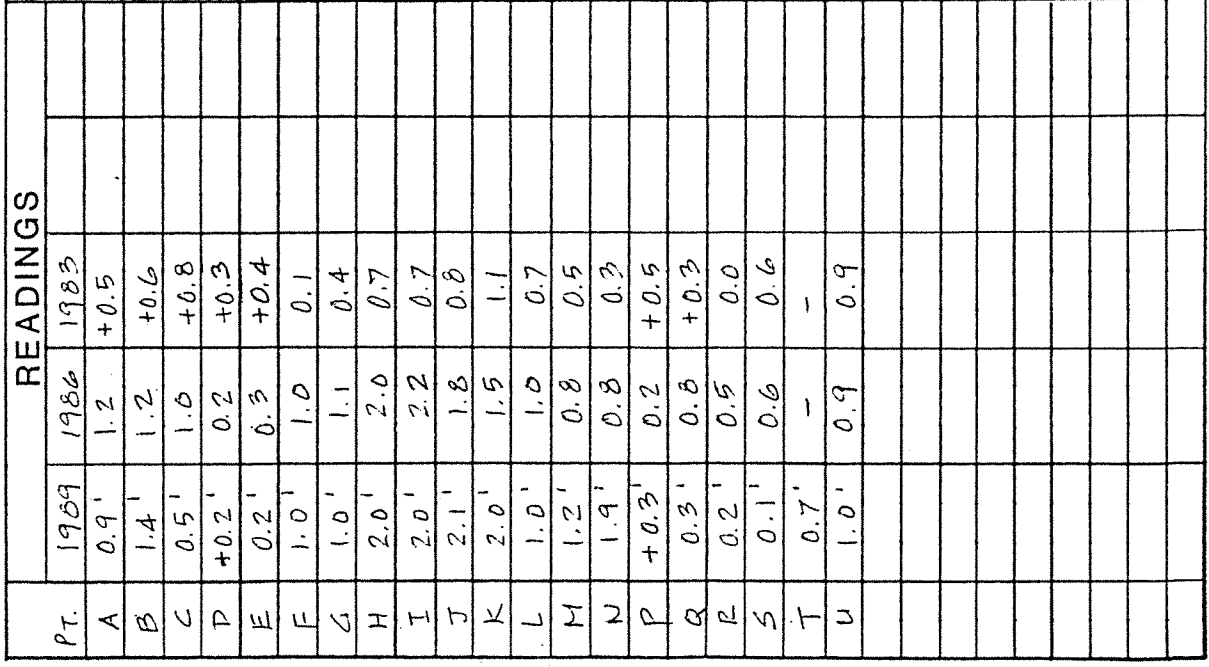 READINGS
PT. 1989 1986 1983
A 0.9' 1.2 +0.5
B 1.4' 1.2 +0.6
C 0.5' 1.0 +0.8
D +0.2' 0.2 +0.3
E 0.2' 0.3 +0.4
F 1.0' 1.0 0.1
G 1.0' 1.1 0.4
H 2.0' 2.0 0.7
I 2.0' 2.2 0.7
J 2.1' 1.8 0.8
K 2.0' 1.5 1.1
L 1.0' 1.0 0.7
M 1.2' 0.8 0.5
N 1.9' 0.8 0.3
P +0.3' 0.2 +0.5
Q 0.3' 0.8 +0.3
R 0.2' 0.5 0.0
S 0.1' 0.6 0.6
T 0.7' - -
U 1.0' 0.9 0.9